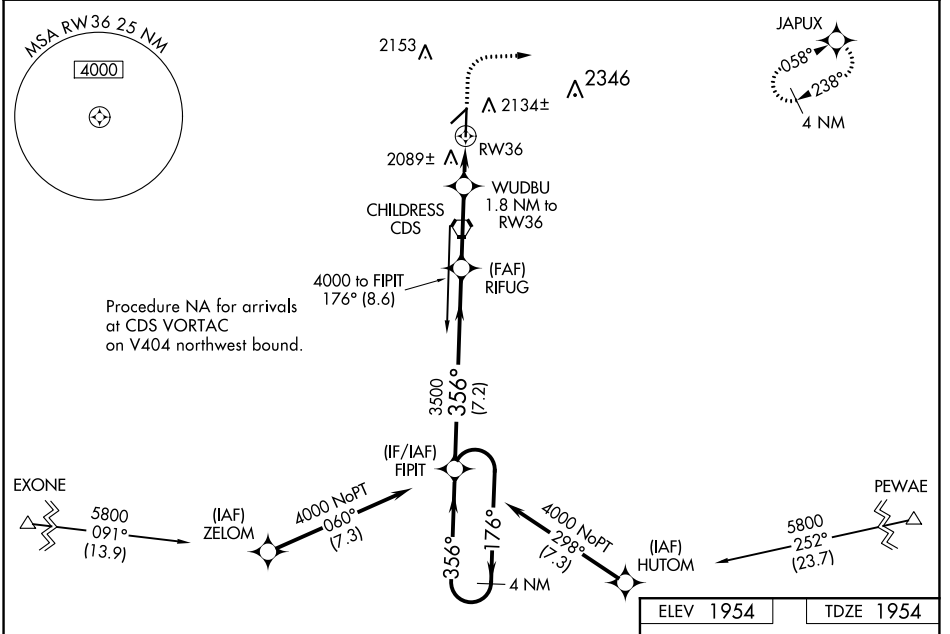 MSA RW36 25 NM
4000
2153
2346
2134±
RW36
2089±
WUDBU
1.8 NM to
RW36
JAPUX
058°
238°
4 NM
CHILDRESS
CDS
(FAF)
RIFUG
4000 to FIPIT
176° (8.6)
Procedure NA for arrivals
at CDS VORTAC
on V404 northwest bound.
3500
356°
(7.2)
(IF/IAF)
FIPIT
EXONE
5800
091°
(13.9)
(IAF)
ZELOM
4000 NoPT
060°
(7.3)
356°
176°
4 NM
4000 NoPT
298°
(7.3)
(IAF)
HUTOM
PEWAE
5800
252°
(23.7)
ELEV 1954
TDZE 1954